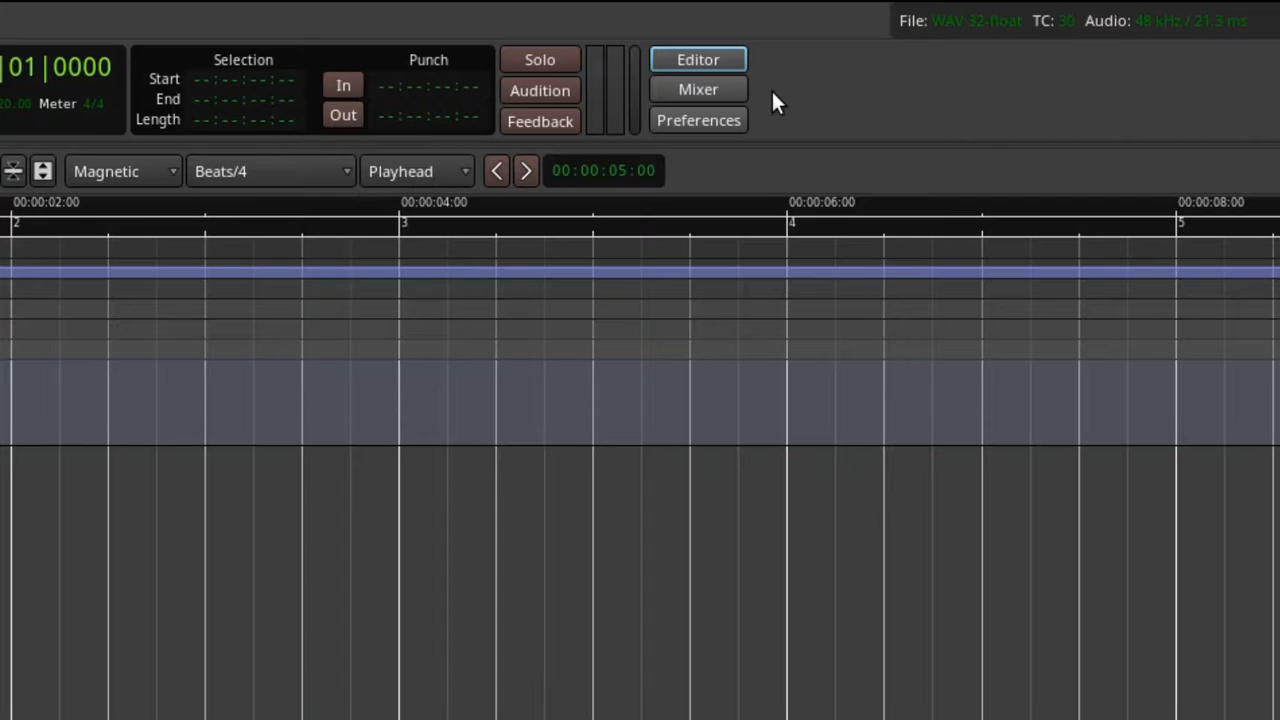 File: WAV 32-float TC: 30 Audio: 48 kHz / 21.3 ms
|01|0000
20.00 Meter 4/4
Selection
Start --:--:--:--
End --:--:--:--
Length --:--:--:--
Punch
In --:--:--:--
Out --:--:--:--
Solo
Audition
Feedback
Editor
Mixer
Preferences
Magnetic Beats/4 Playhead < > 00:00:05:00
00:00:02:00 00:00:04:00 00:00:06:00 00:00:08:00
2 3 4 5